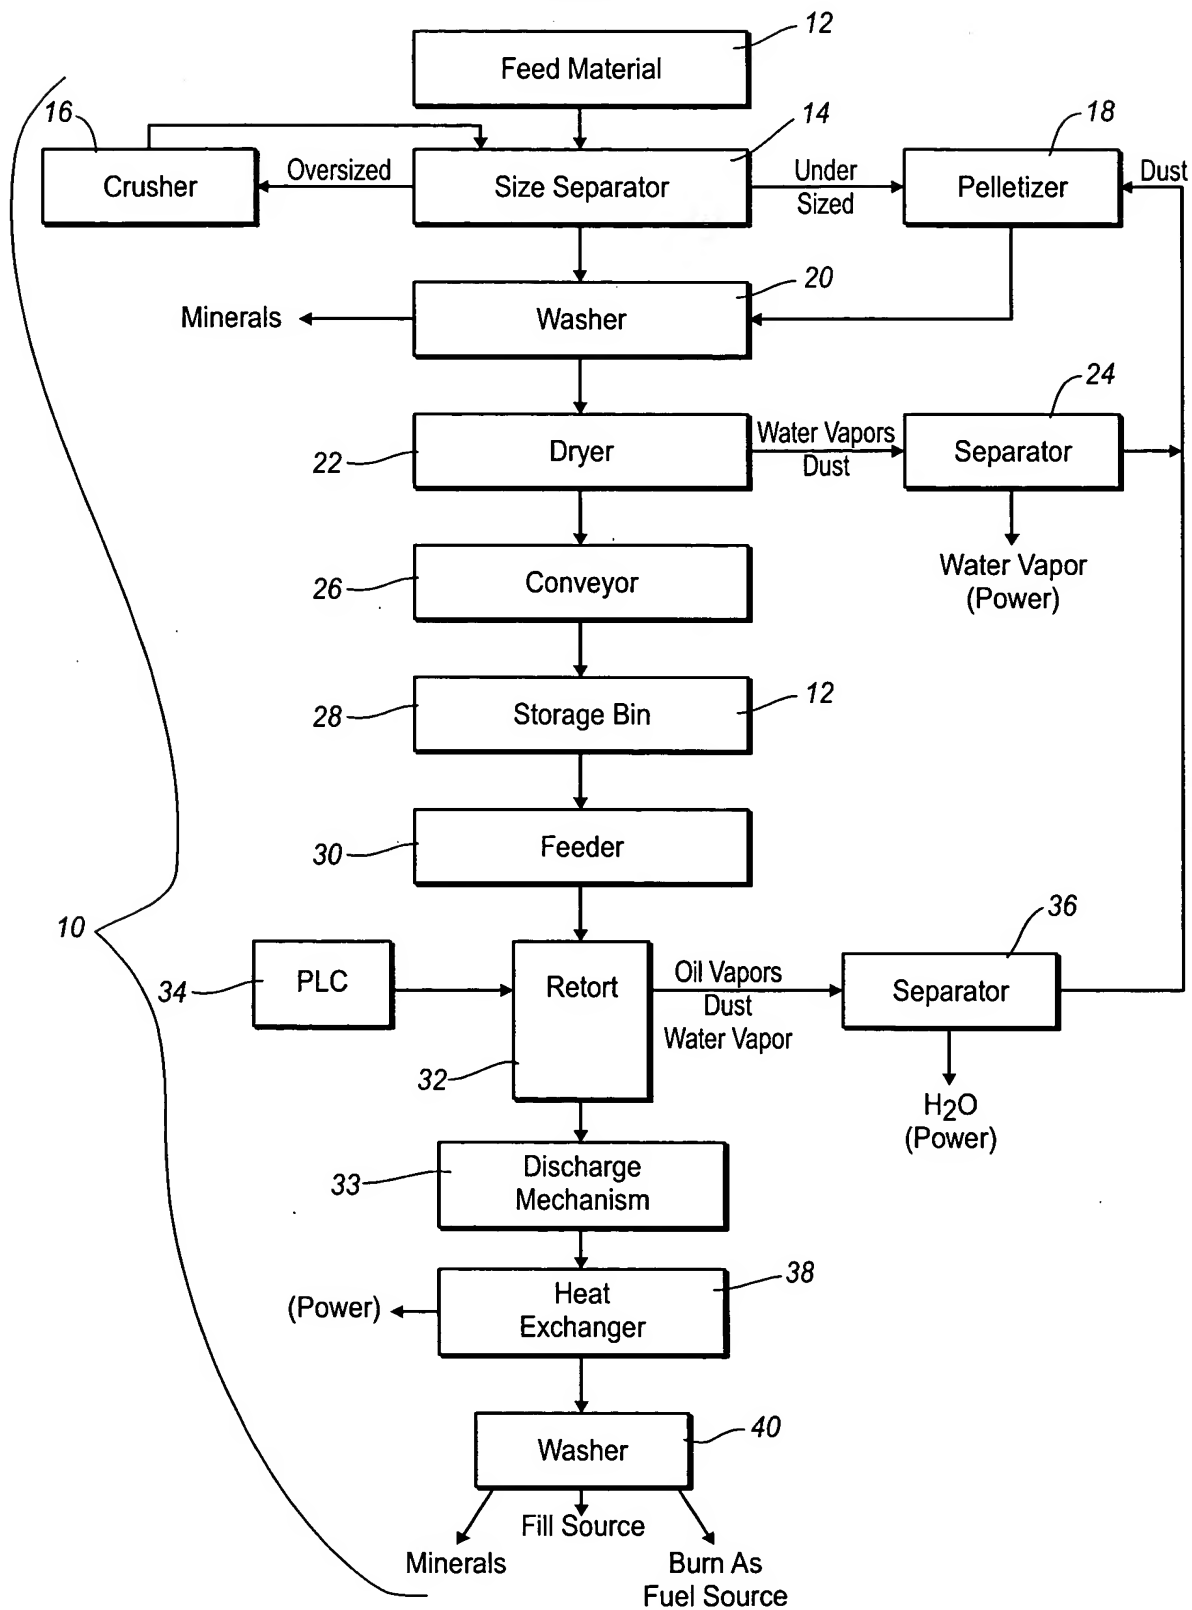 12
Feed Material
16
14
18
Crusher
Oversized
Size Separator
Under
Sized
Pelletizer
Dust
20
Minerals
Washer
24
22
Dryer
Water Vapors
Dust
Separator
Water Vapor
(Power)
26
Conveyor
12
28
Storage Bin
30
Feeder
36
10
34
PLC
Retort
32
Oil Vapors
Dust
Water Vapor
Separator
H2O
(Power)
33
Discharge
Mechanism
38
(Power)
Heat
Exchanger
40
Washer
Fill Source
Minerals
Burn As
Fuel Source